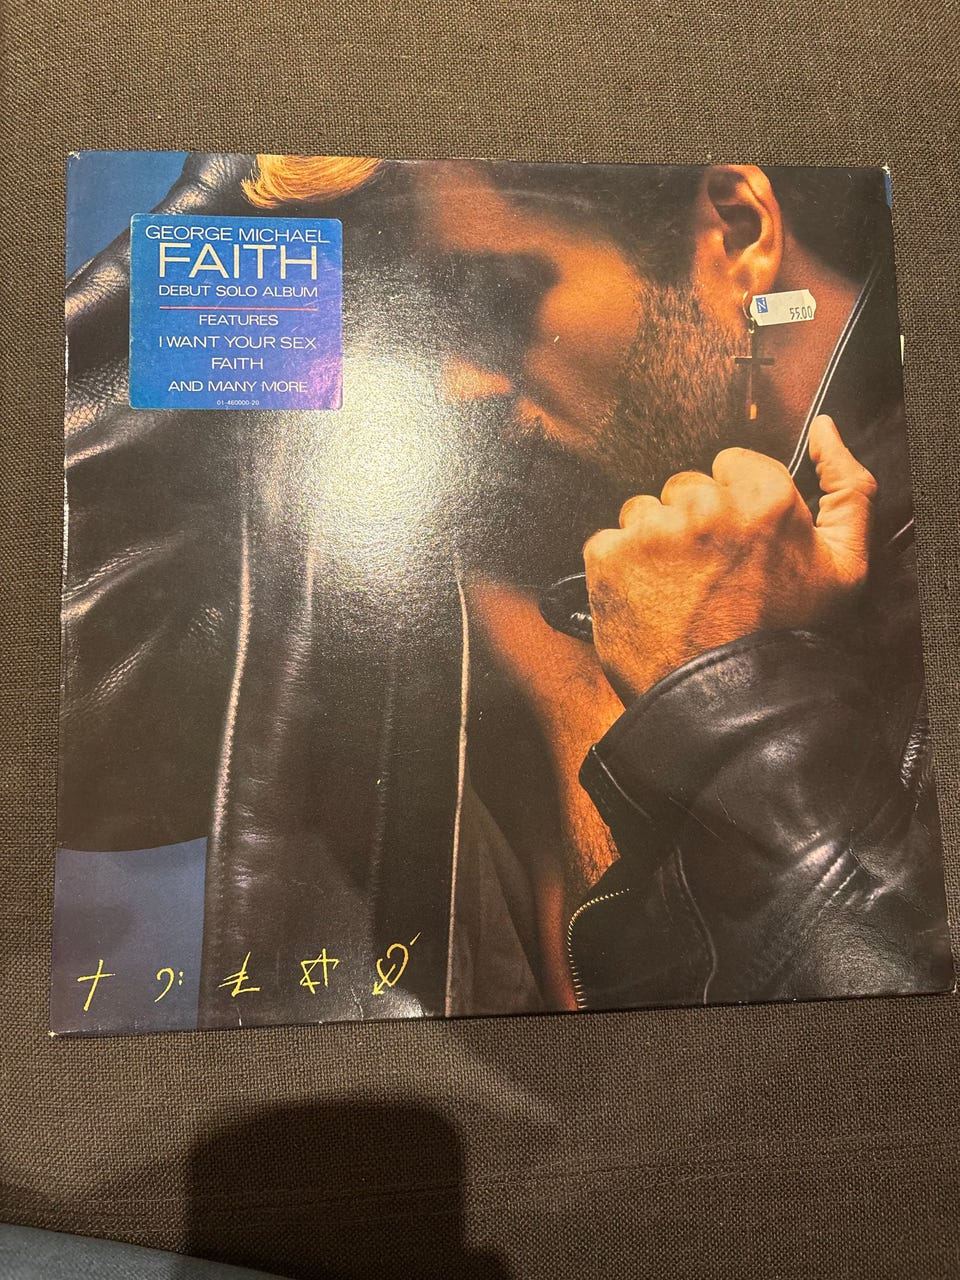 GEORGE MICHAEL
FAITH
DEBUT SOLO ALBUM
FEATURES
I WANT YOUR SEX
FAITH
AND MANY MORE
01-460000-20
55.00